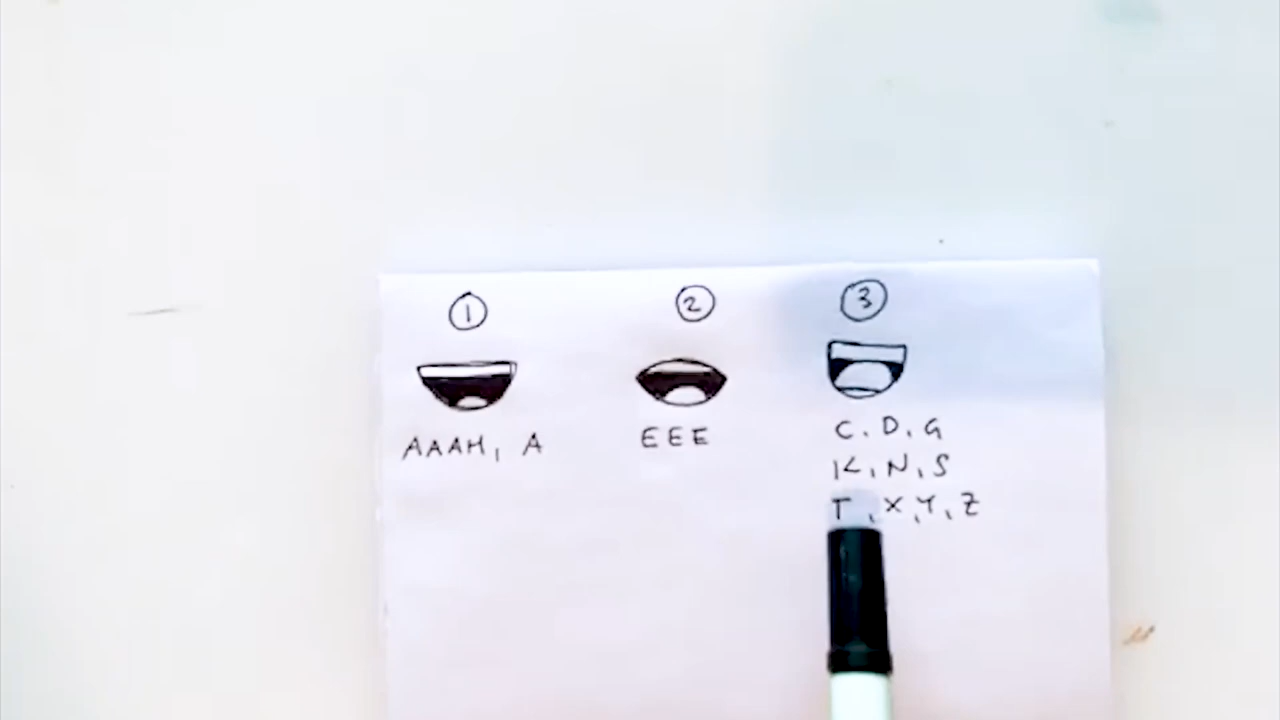 1 2 3
AAAH, A
EEE
C, D, G
K, N, S
T, X, Y, Z